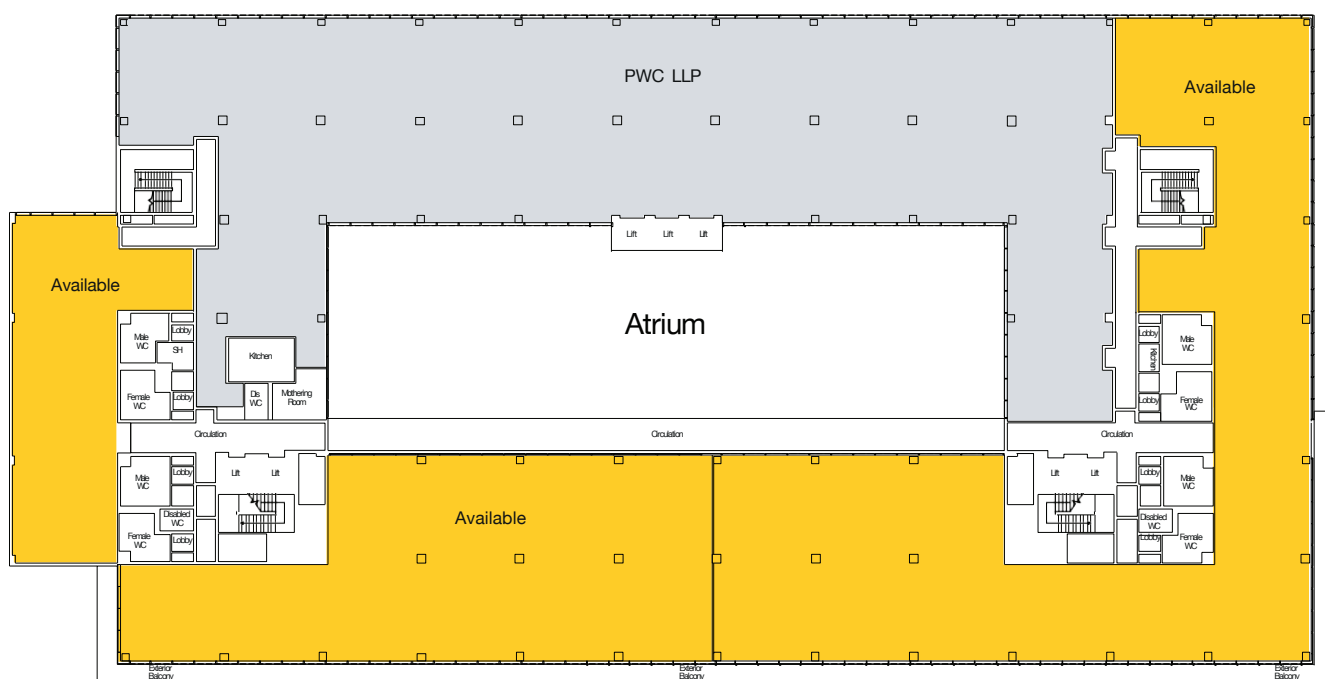 PWC LLP
Available
Lift
Lift
Lift
Available
Atrium
Male
WC
Lobby
SH
Kitchen
Female
WC
Lobby
Dis
WC
Mothering
Room
Lobby
Kitchen
Male
WC
Lobby
Female
WC
Circulation
Circulation
Circulation
Male
WC
Lobby
Lift
Lift
Disabled
WC
Female
WC
Lobby
Available
Lift
Lift
Lobby
Male
WC
Disabled
WC
Lobby
Female
WC
Exterior
Balcony
Exterior
Balcony
Exterior
Balcony